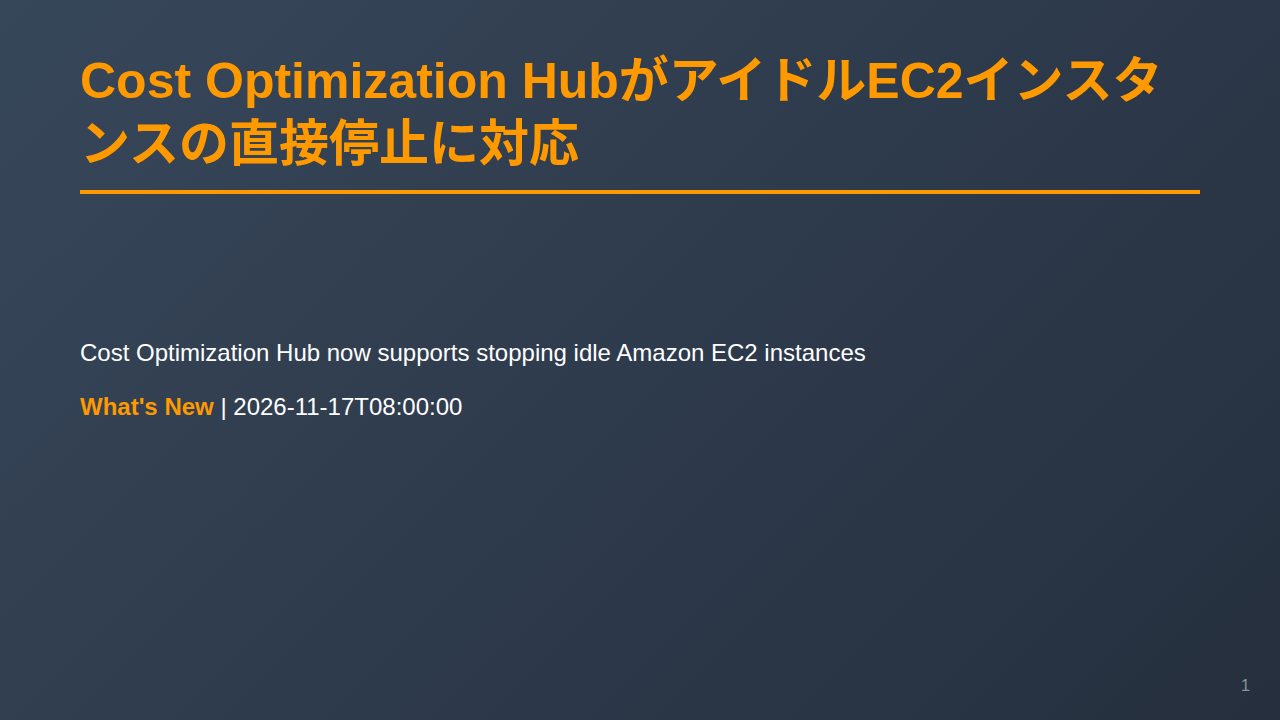 Cost Optimization HubがアイドルEC2インスタ
ンスの直接停止に対応
Cost Optimization Hub now supports stopping idle Amazon EC2 instances
What's New | 2026-11-17T08:00:00
1